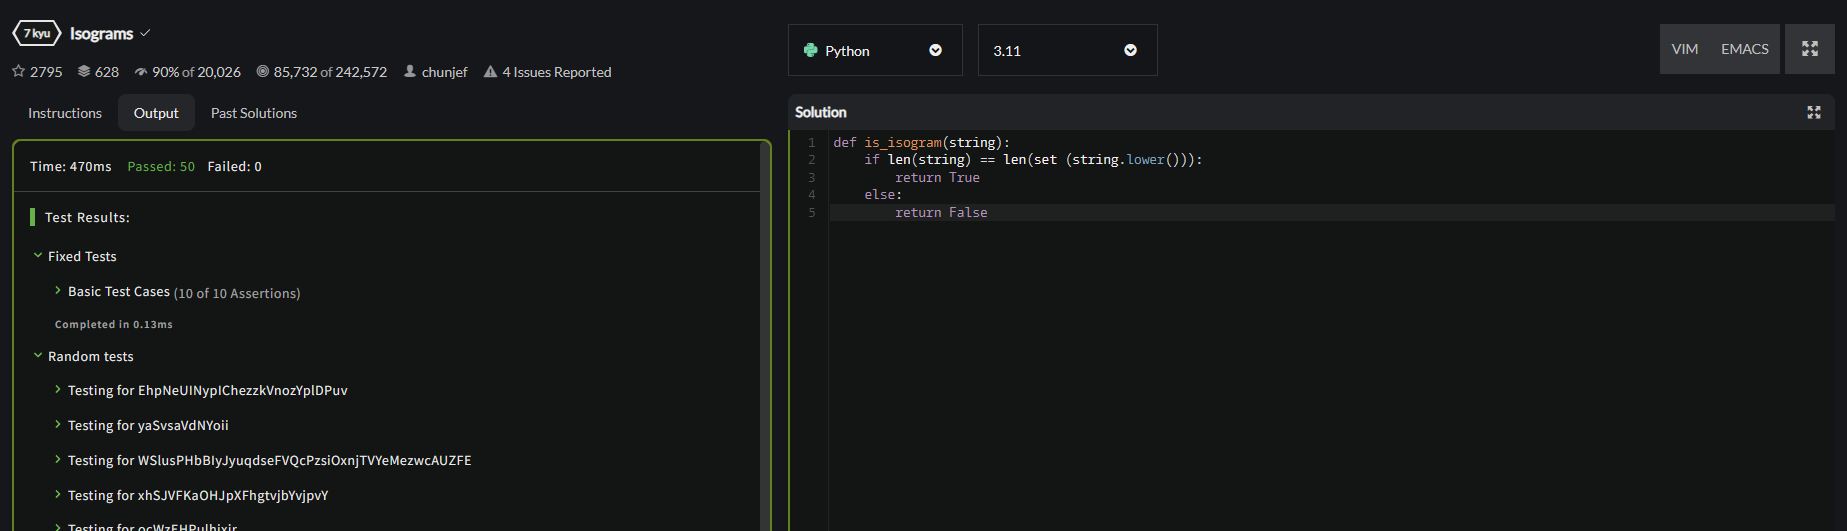 7 kyu Isograms
2795 628 90% of 20,026 85,732 of 242,572 chunjef 4 Issues Reported
Instructions Output Past Solutions
Time: 470ms Passed: 50 Failed: 0
Test Results:
Fixed Tests
Basic Test Cases (10 of 10 Assertions)
Completed in 0.13ms
Random tests
Testing for EhpNeUINypIChezzkVnozYplDPuv
Testing for yaSvsaVdNYoii
Testing for WSlusPHbBIyJyuqdseFVQcPzsiOxnjTVYeMezwcAUZFE
Testing for xhSJVFKaOHJpXFhgtvjbYvjpvY
Testing for ocWzEHPulhixir
Python 3.11 VIM EMACS
Solution
1 def is_isogram(string):
2 if len(string) == len(set (string.lower())):
3 return True
4 else:
5 return False